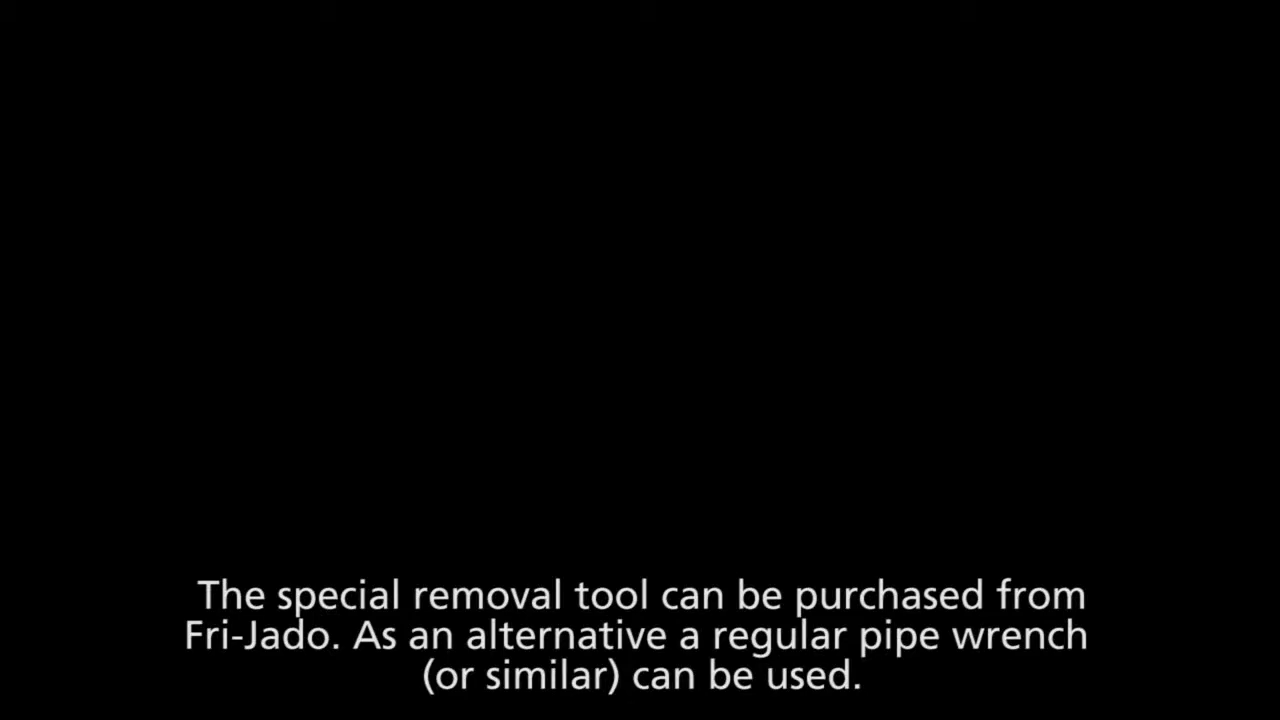 The special removal tool can be purchased from
Fri-Jado. As an alternative a regular pipe wrench
(or similar) can be used.